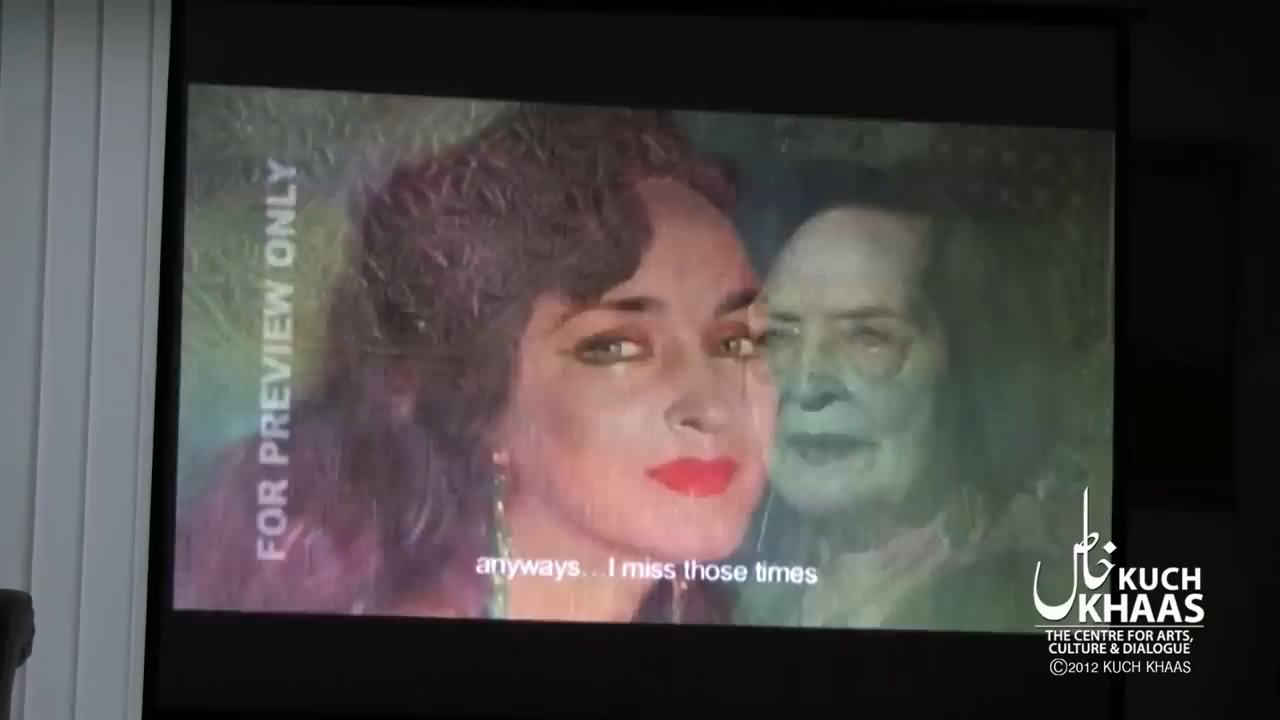 FOR PREVIEW ONLY
anyways...I miss those times
خاص
KUCH
KHAAS
THE CENTRE FOR ARTS,
CULTURE & DIALOGUE
©2012 KUCH KHAAS